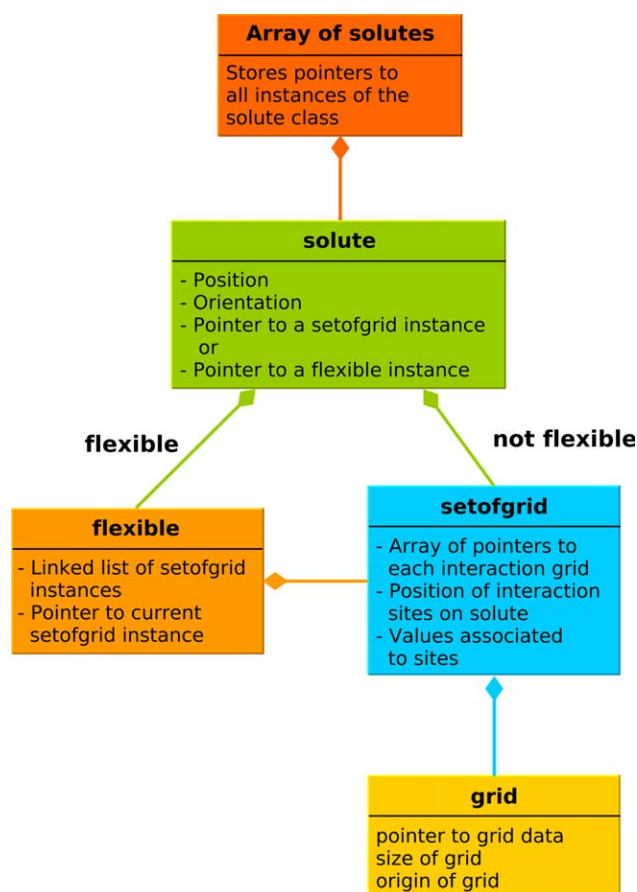 Array of solutes
Stores pointers to
all instances of the
solute class
solute
- Position
- Orientation
- Pointer to a setofgrid instance
or
- Pointer to a flexible instance
flexible
not flexible
flexible
- Linked list of setofgrid
instances
- Pointer to current
setofgrid instance
setofgrid
- Array of pointers to
each interaction grid
- Position of interaction
sites on solute
- Values associated
to sites
grid
pointer to grid data
size of grid
origin of grid